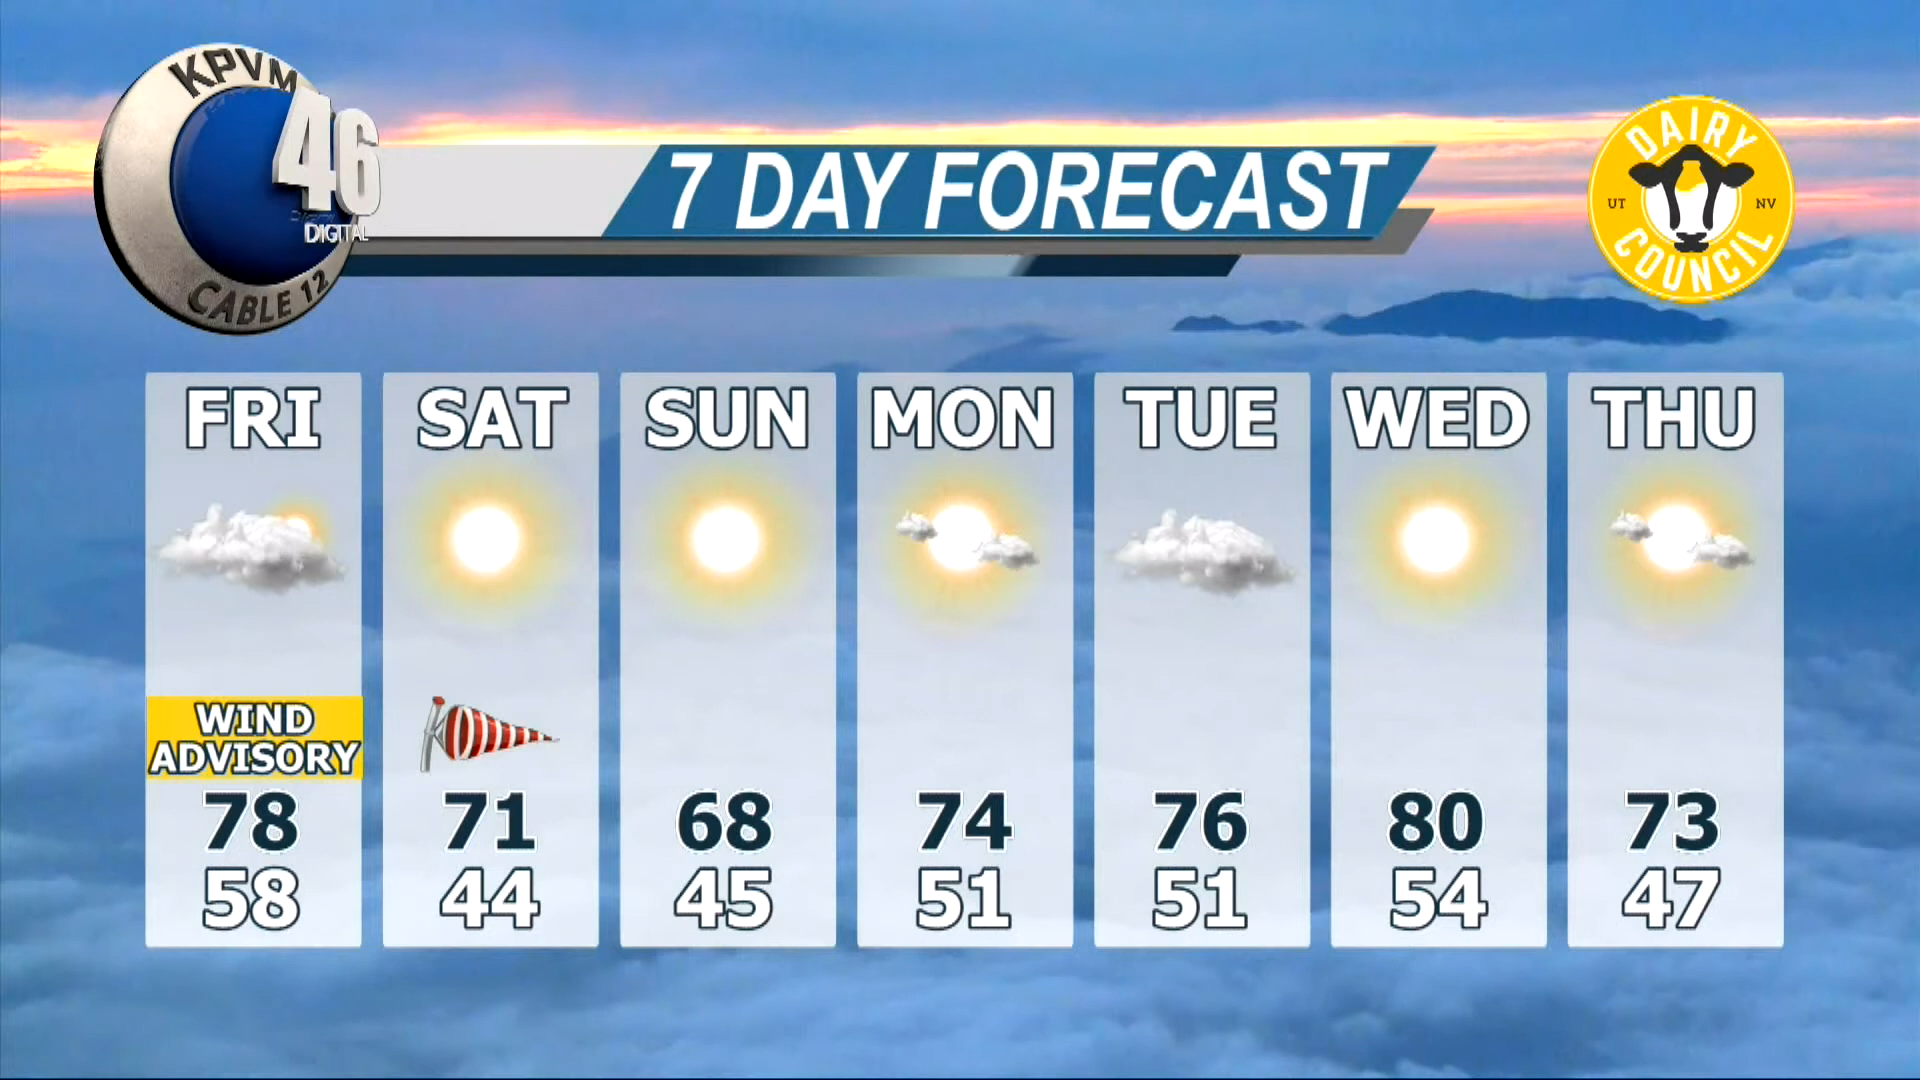 KPVM
46
DIGITAL
CABLE 12
7 DAY FORECAST
DAIRY
UT NV
COUNCIL
FRI SAT SUN MON TUE WED THU
WIND
ADVISORY
78 71 68 74 76 80 73
58 44 45 51 51 54 47